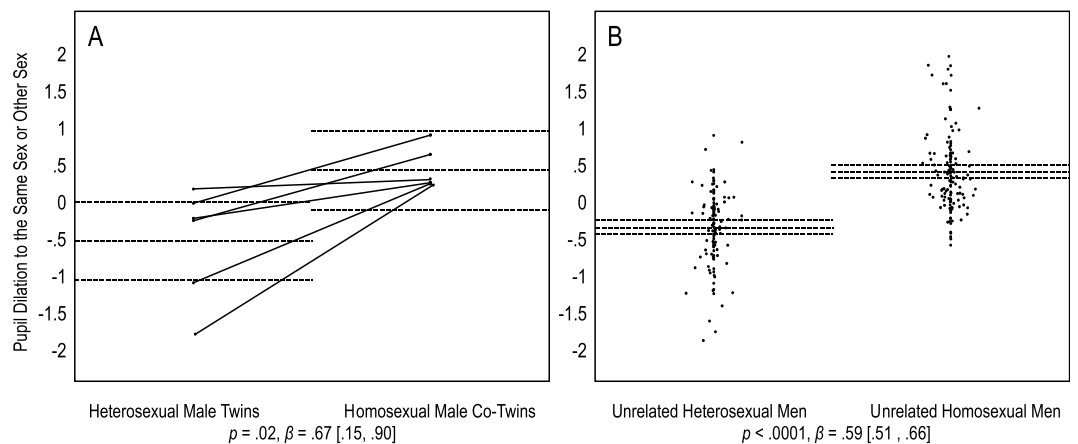 A
B
Pupil Dilation to the Same Sex or Other Sex
2
1.5
1
.5
0
-.5
-1
-1.5
-2
2
1.5
1
.5
0
-.5
-1
-1.5
-2
Heterosexual Male Twins
Homosexual Male Co-Twins
p = .02, β = .67 [.15, .90]
Unrelated Heterosexual Men
Unrelated Homosexual Men
p < .0001, β = .59 [.51 , .66]